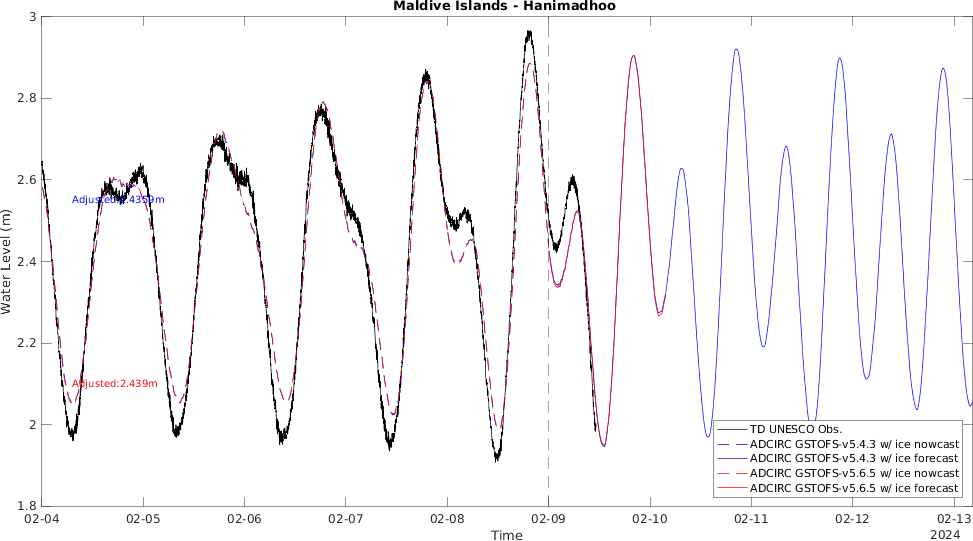 Maldive Islands - Hanimadhoo
3
2.8
2.6
2.4
2.2
2
1.8
Water Level (m)
Adjusted:2.4359m
Adjusted:2.439m
TD UNESCO Obs.
ADCIRC GSTOFS-v5.4.3 w/ ice nowcast
ADCIRC GSTOFS-v5.4.3 w/ ice forecast
ADCIRC GSTOFS-v5.6.5 w/ ice nowcast
ADCIRC GSTOFS-v5.6.5 w/ ice forecast
02-04 02-05 02-06 02-07 02-08 02-09 02-10 02-11 02-12 02-13
Time
2024